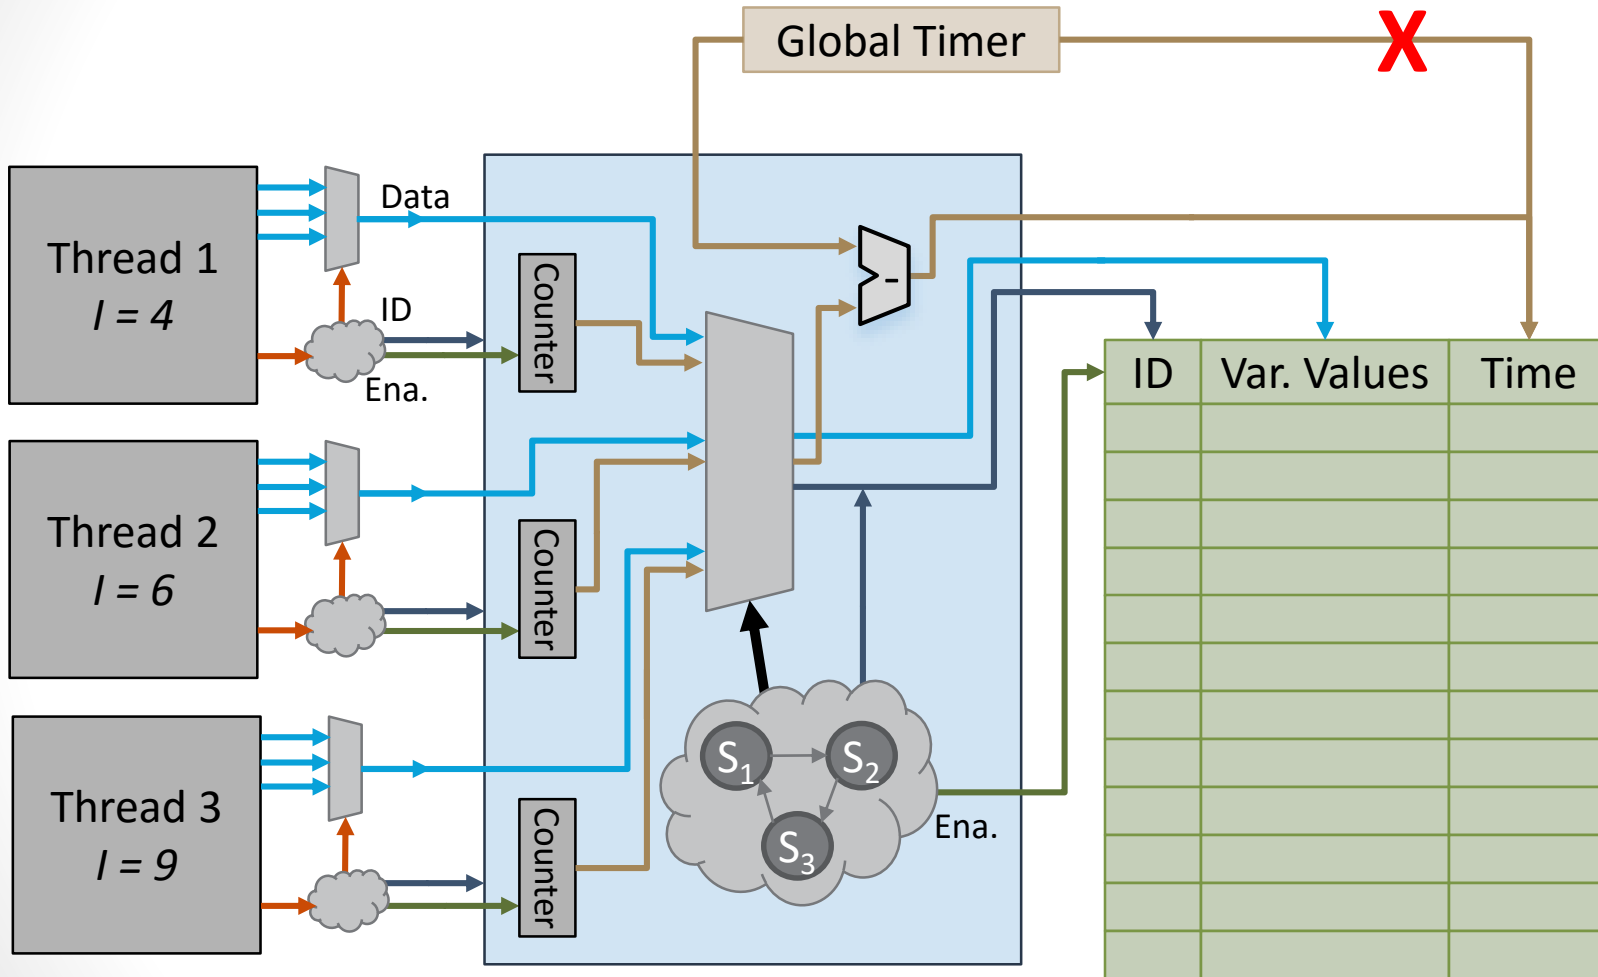 Global Timer
X
Thread 1
I = 4
Data
ID
Ena.
Counter
-
Thread 2
I = 6
Counter
Thread 3
I = 9
Counter
S1
S2
S3
Ena.
ID
Var. Values
Time